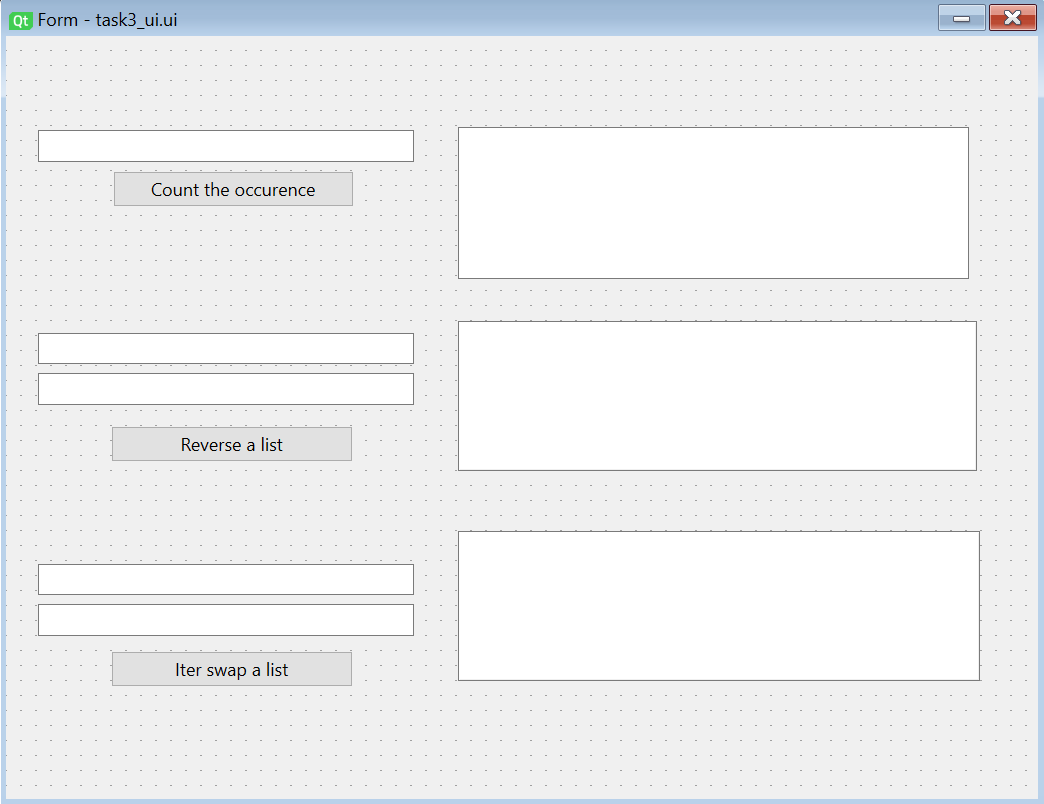 Qt Form - task3_ui.ui
Count the occurence
Reverse a list
Iter swap a list